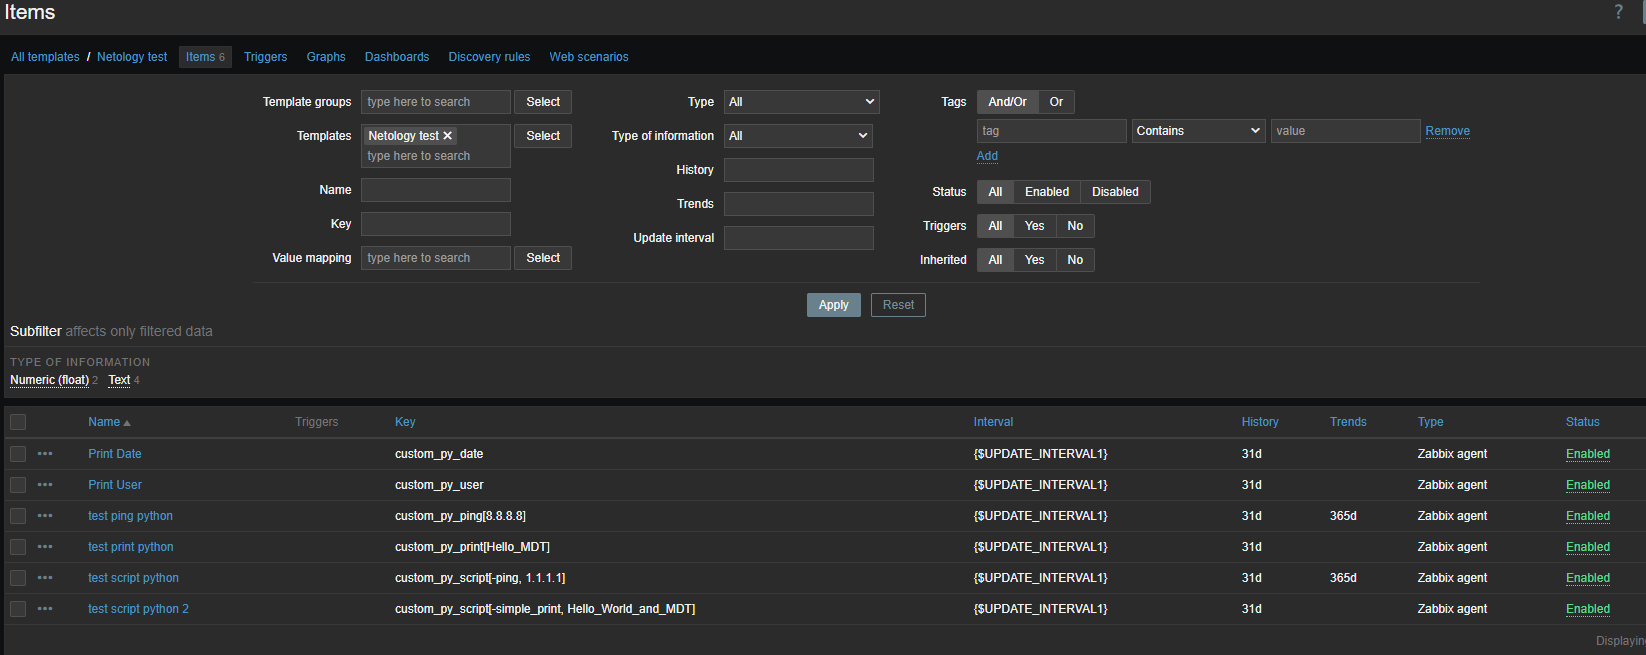 Items
?
All templates / Netology test Items 6 Triggers Graphs Dashboards Discovery rules Web scenarios
Template groups type here to search Select Type All Tags And/Or Or
Templates Netology test ✕ Select Type of information All tag Contains value Remove
type here to search Add
History
Name Status All Enabled Disabled
Trends
Key Triggers All Yes No
Update interval
Value mapping type here to search Select Inherited All Yes No
Apply Reset
Subfilter affects only filtered data
TYPE OF INFORMATION
Numeric (float) 2 Text 4
Name Triggers Key Interval History Trends Type Status
Print Date custom_py_date {$UPDATE_INTERVAL1} 31d Zabbix agent Enabled
Print User custom_py_user {$UPDATE_INTERVAL1} 31d Zabbix agent Enabled
test ping python custom_py_ping[8.8.8.8] {$UPDATE_INTERVAL1} 31d 365d Zabbix agent Enabled
test print python custom_py_print[Hello_MDT] {$UPDATE_INTERVAL1} 31d Zabbix agent Enabled
test script python custom_py_script[-ping, 1.1.1.1] {$UPDATE_INTERVAL1} 31d 365d Zabbix agent Enabled
test script python 2 custom_py_script[-simple_print, Hello_World_and_MDT] {$UPDATE_INTERVAL1} 31d Zabbix agent Enabled
Displayin